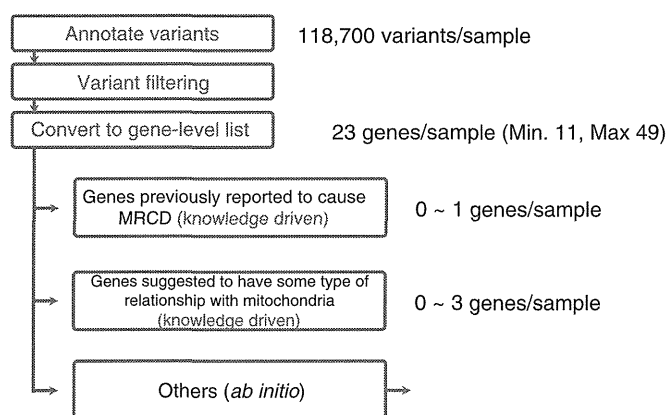 Annotate variants
118,700 variants/sample
Variant filtering
Convert to gene-level list
23 genes/sample (Min. 11, Max 49)
Genes previously reported to cause
MRCD (knowledge driven)
0 ~ 1 genes/sample
Genes suggested to have some type of
relationship with mitochondria
(knowledge driven)
0 ~ 3 genes/sample
Others (ab initio)